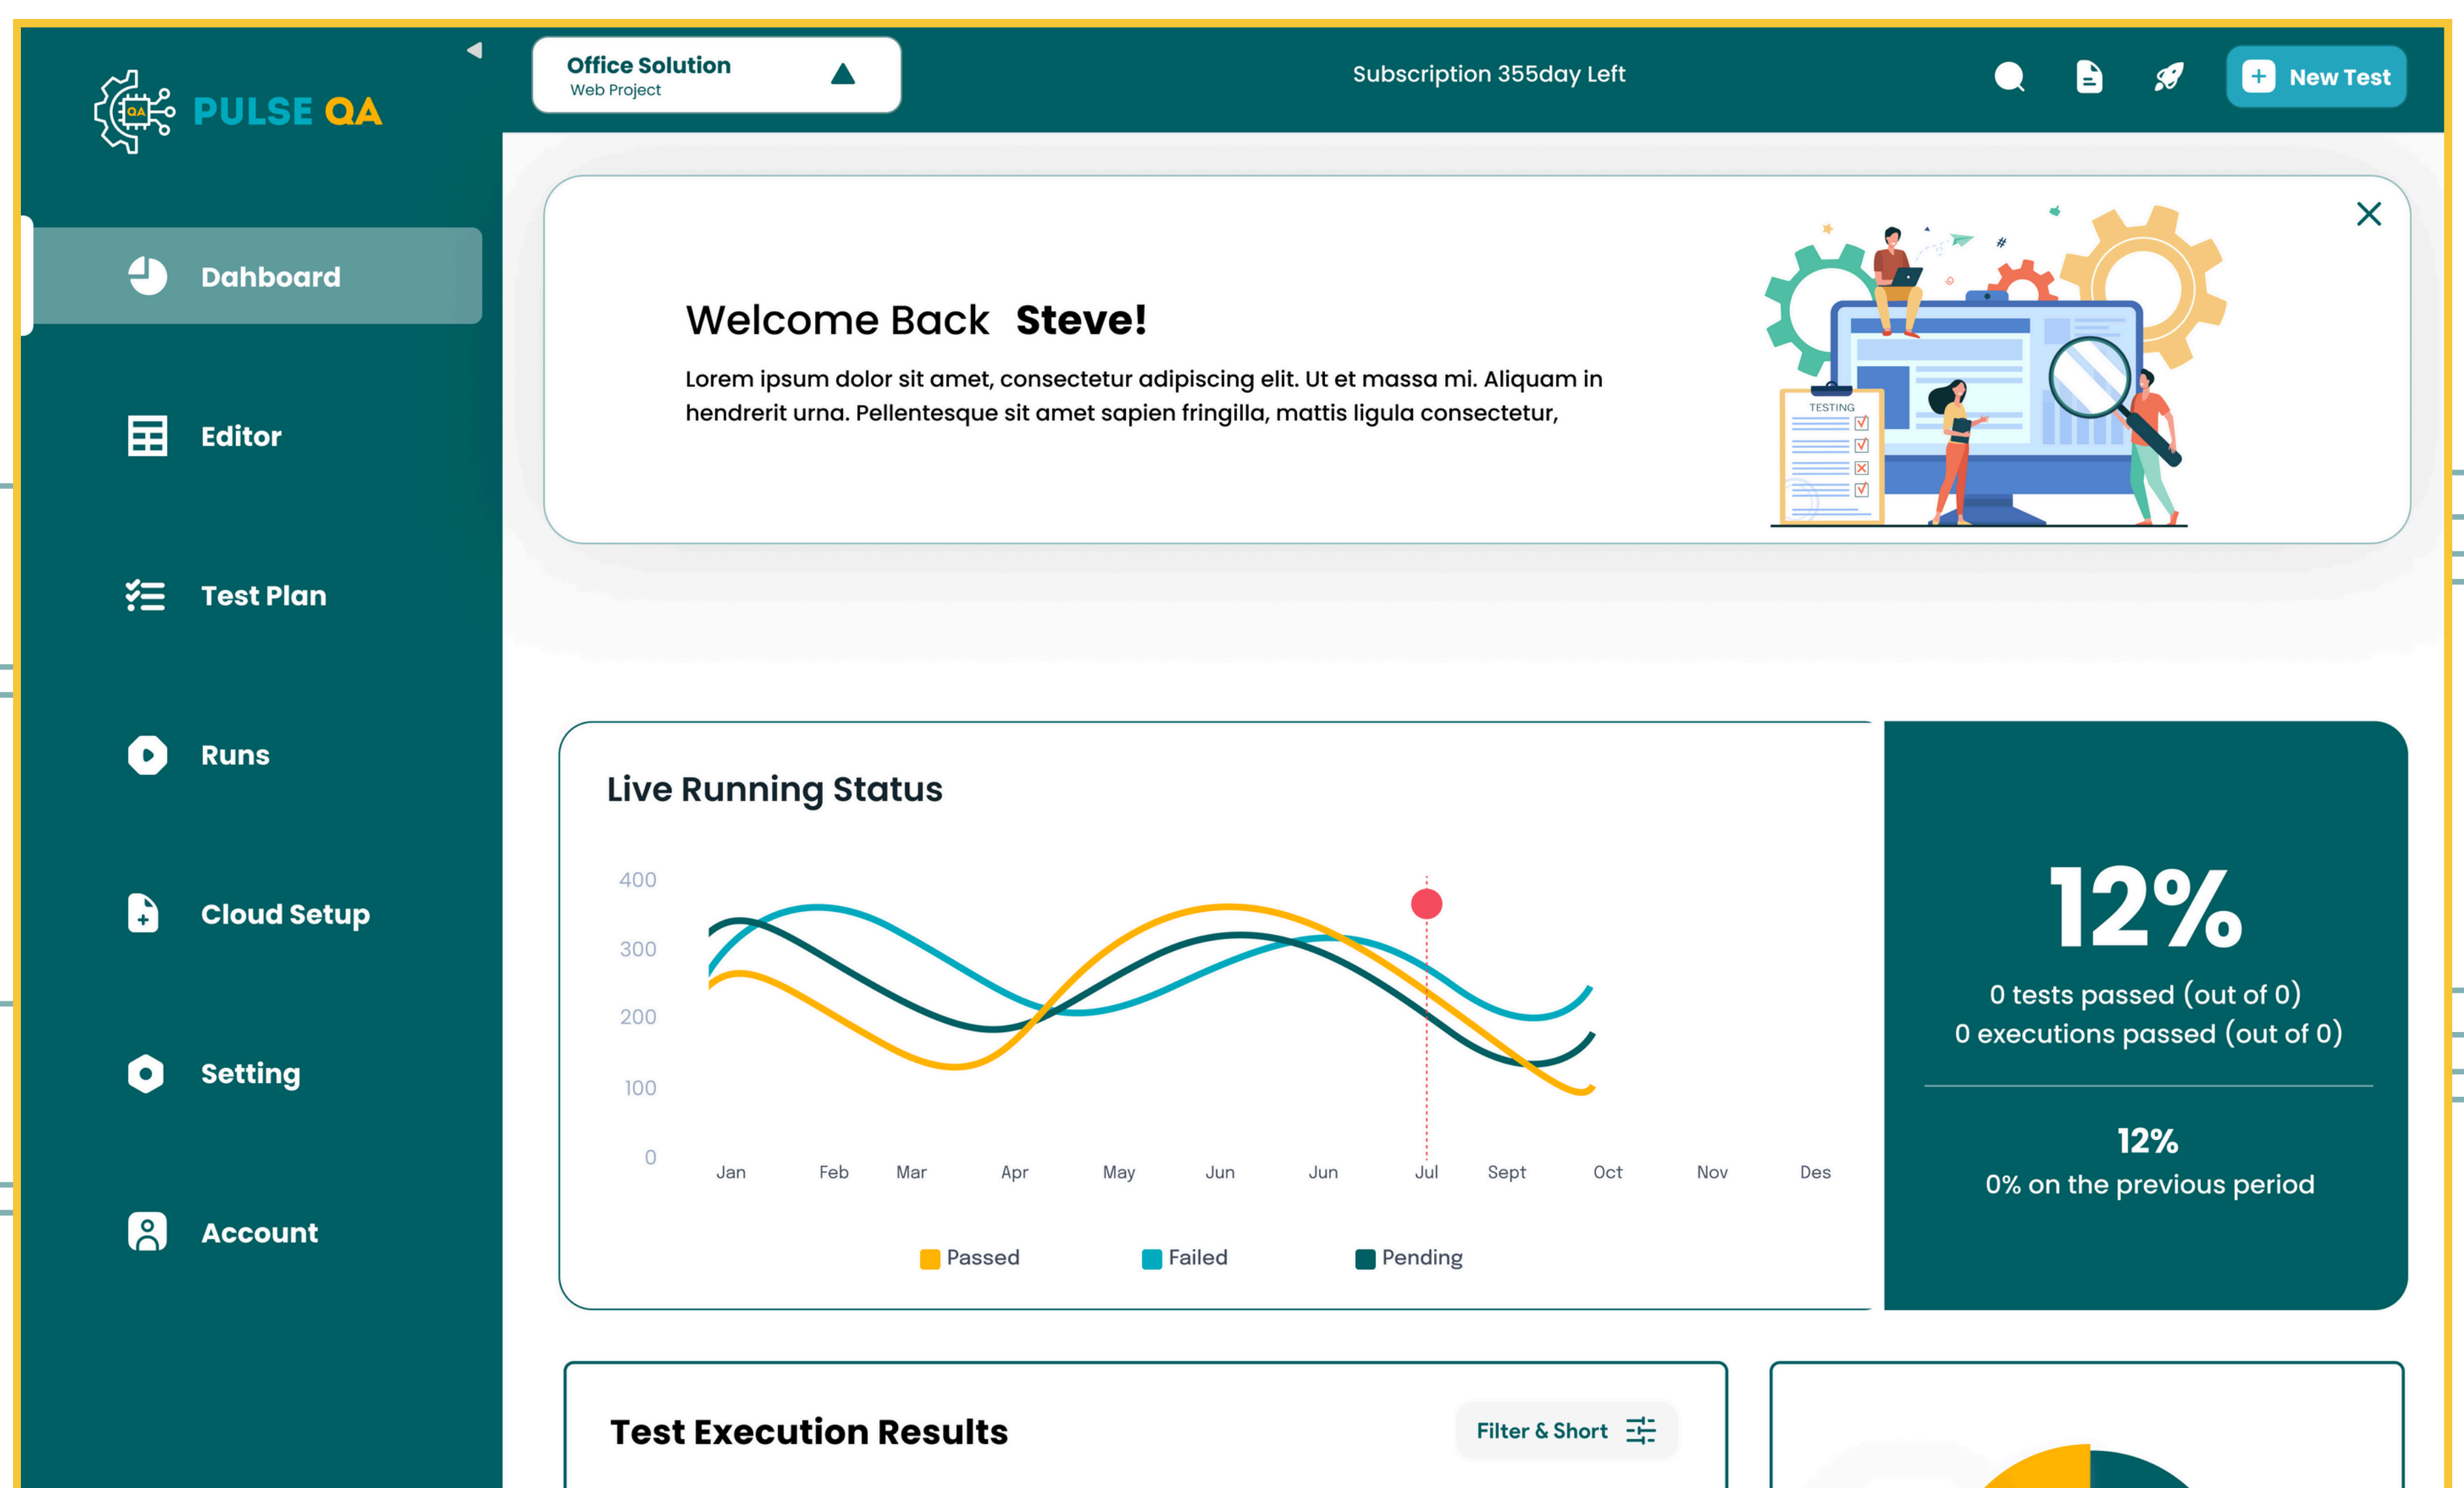 QA
PULSE QA
Office Solution
Web Project
Subscription 355day Left
New Test
Dahboard
Editor
Test Plan
Runs
Cloud Setup
Setting
Account
Welcome Back Steve!
Lorem ipsum dolor sit amet, consectetur adipiscing elit. Ut et massa mi. Aliquam in
hendrerit urna. Pellentesque sit amet sapien fringilla, mattis ligula consectetur,
#
TESTING
Live Running Status
400
300
200
100
0
Jan Feb Mar Apr May Jun Jun Jul Sept Oct Nov Des
Passed Failed Pending
12%
0 tests passed (out of 0)
0 executions passed (out of 0)
12%
0% on the previous period
Test Execution Results
Filter & Short